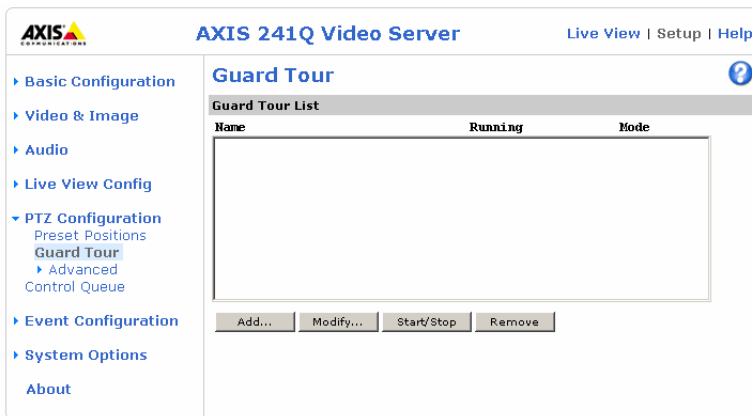 AXIS
COMMUNICATIONS
AXIS 241Q Video Server
Live View | Setup | Help
Basic Configuration
Video & Image
Audio
Live View Config
PTZ Configuration
Preset Positions
Guard Tour
Advanced
Control Queue
Event Configuration
System Options
About
Guard Tour
?
Guard Tour List
Name Running Mode
Add... Modify... Start/Stop Remove